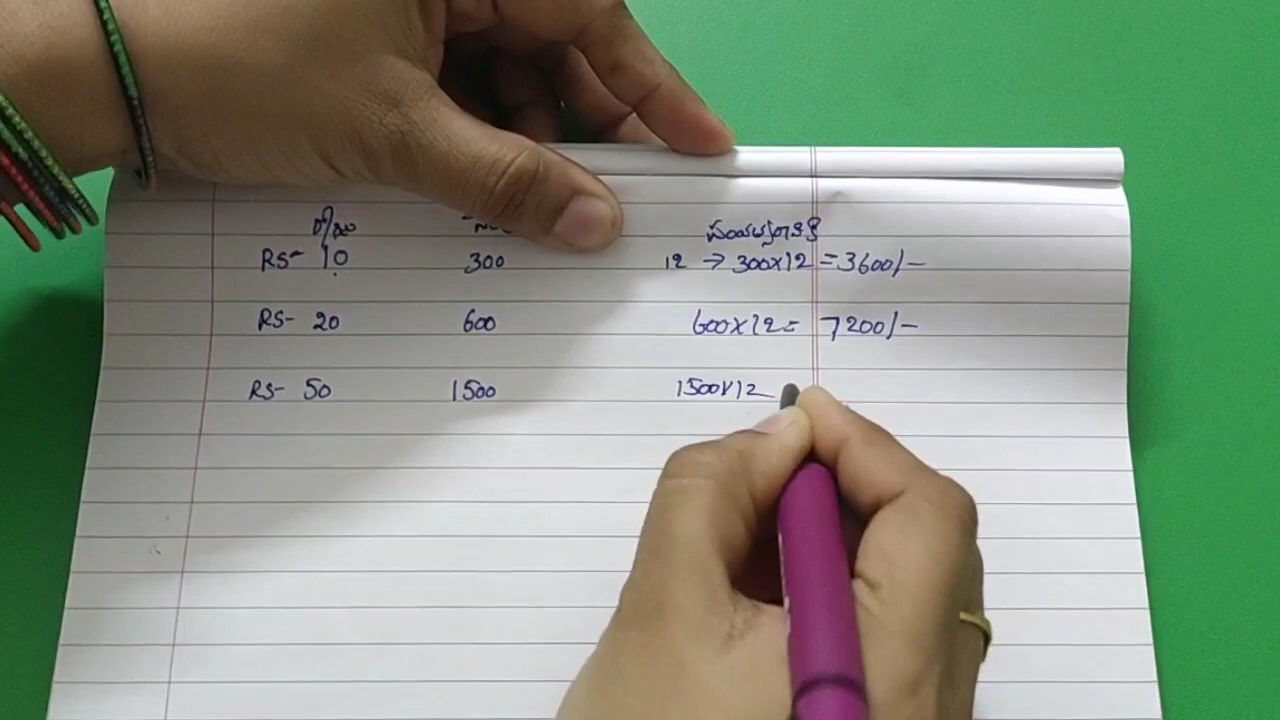 రోజు సంవత్సరానికి
RS- 10 300 12 → 300x12 = 3600/-
RS- 20 600 600x12= 7200/-
RS- 50 1500 1500x12